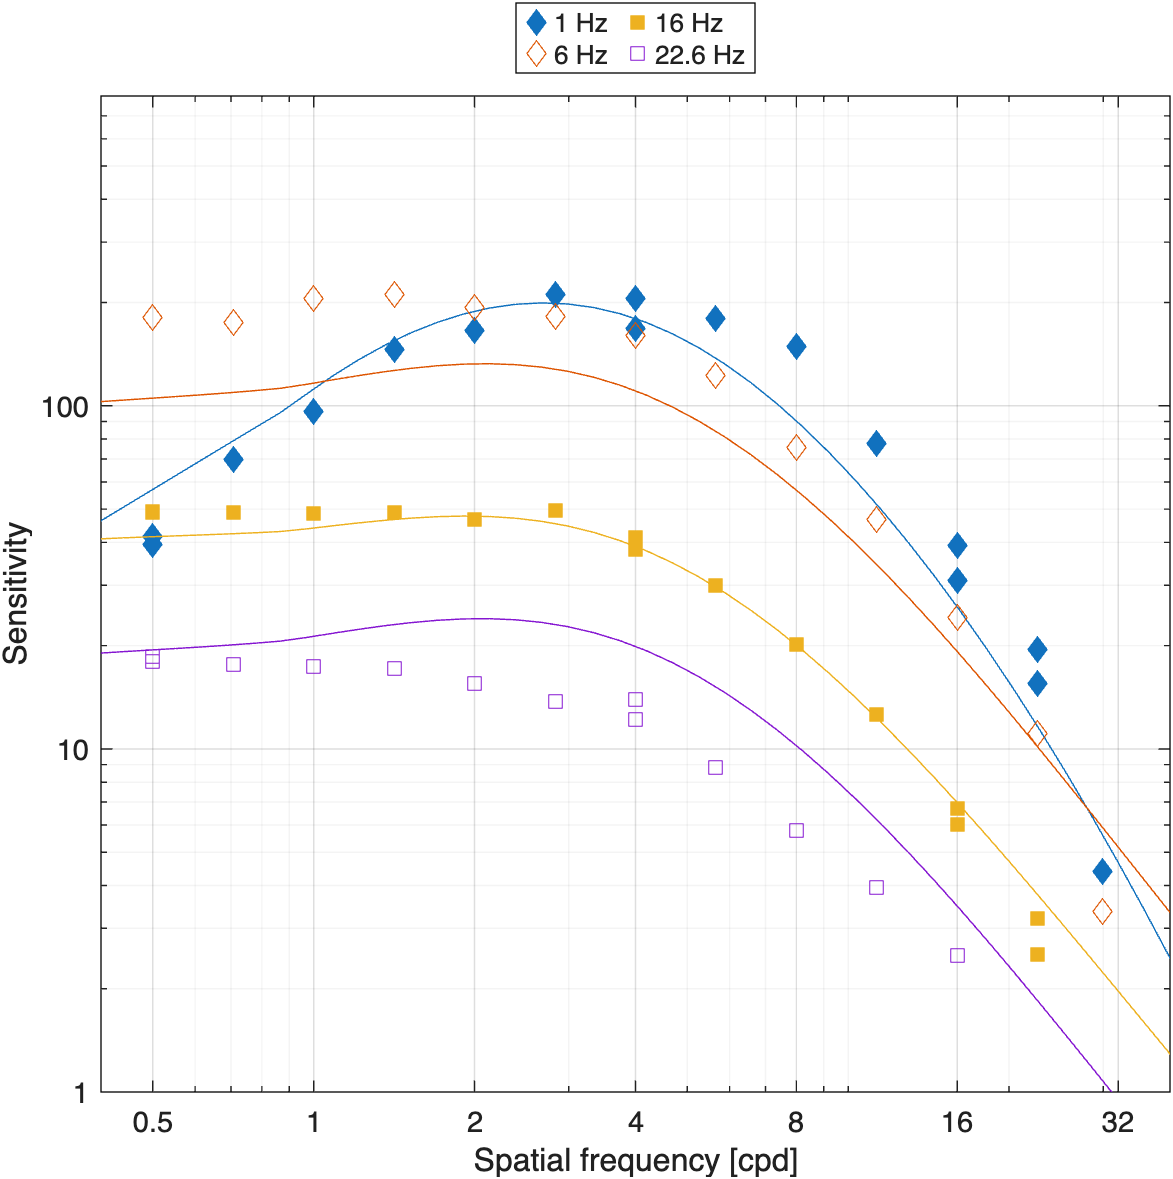 1 Hz 16 Hz
6 Hz 22.6 Hz
Sensitivity
100
10
1
0.5 1 2 4 8 16 32
Spatial frequency [cpd]